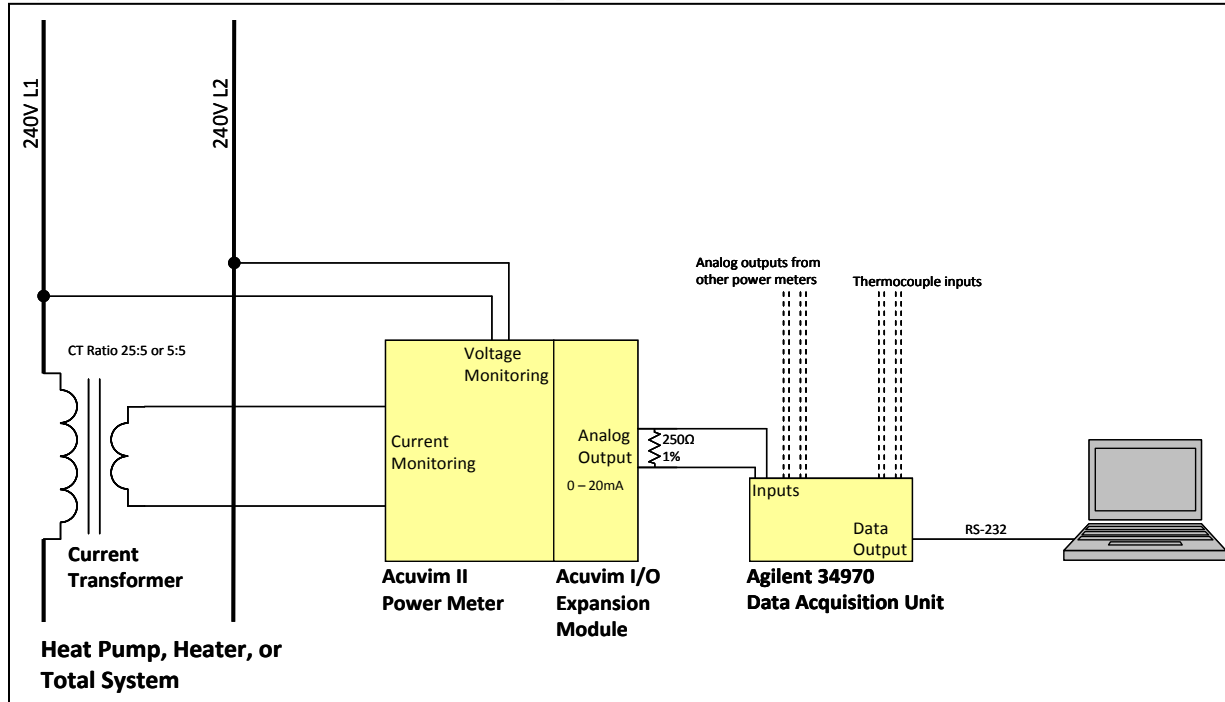 240V L1
240V L2
Analog outputs from
other power meters
Thermocouple inputs
CT Ratio 25:5 or 5:5
Voltage
Monitoring
Current
Monitoring
Analog
Output
0 – 20mA
250Ω
1%
Inputs
Data
Output
RS-232
Current
Transformer
Acuvim II
Power Meter
Acuvim I/O
Expansion
Module
Agilent 34970
Data Acquisition Unit
Heat Pump, Heater, or
Total System